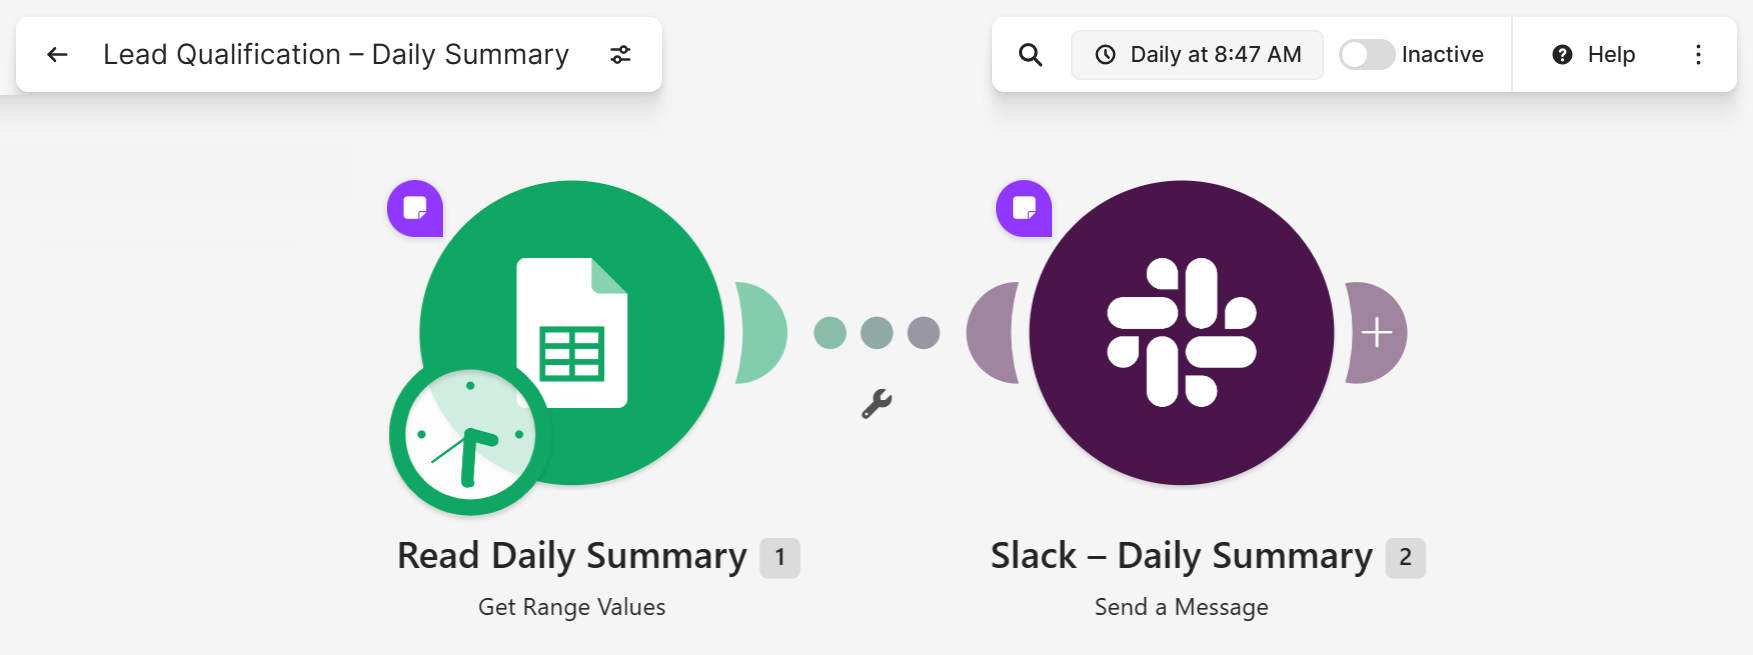 Lead Qualification – Daily Summary
Daily at 8:47 AM
Inactive
Help
Read Daily Summary 1
Get Range Values
Slack – Daily Summary 2
Send a Message